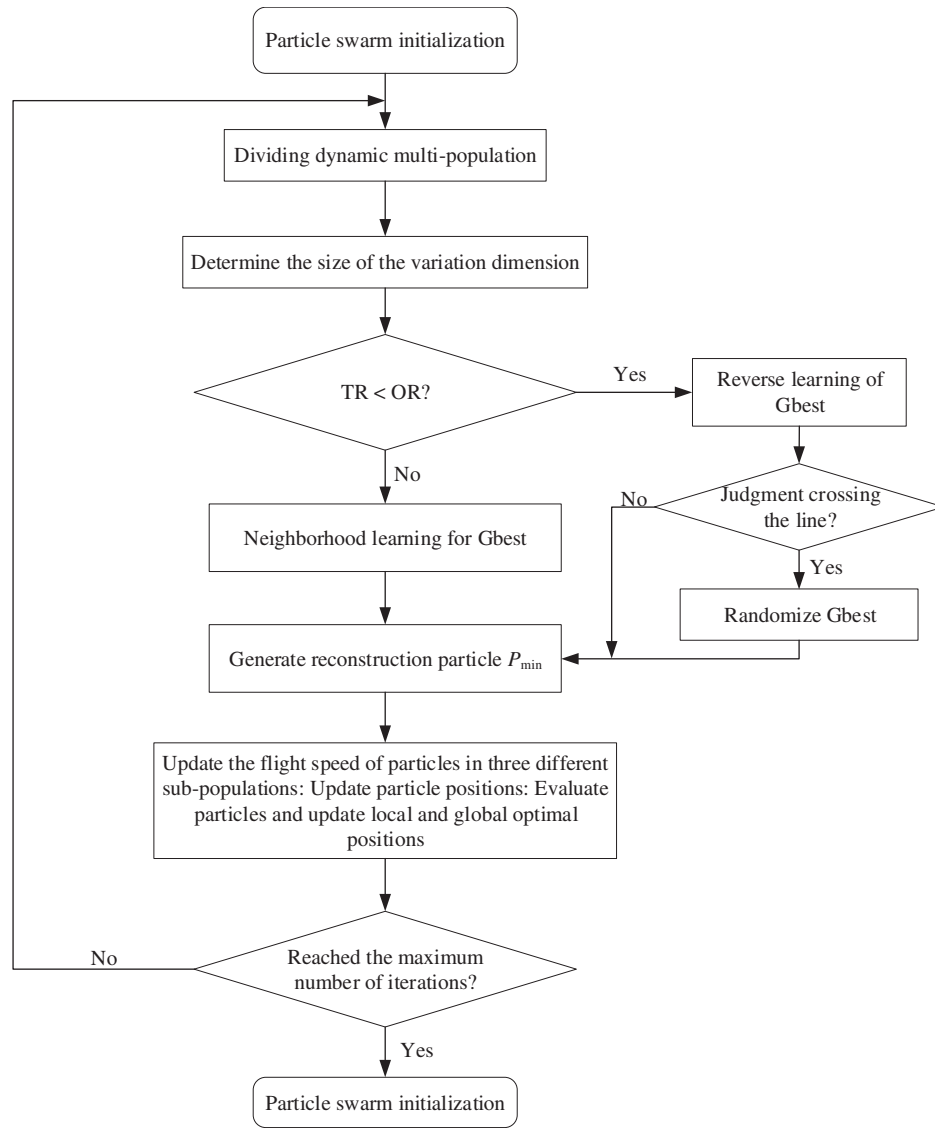 Particle swarm initialization
Dividing dynamic multi-population
Determine the size of the variation dimension
TR < OR?
Yes
Reverse learning of
Gbest
No
Judgment crossing
the line?
No
Yes
Neighborhood learning for Gbest
Randomize Gbest
Generate reconstruction particle P_min
Update the flight speed of particles in three different
sub-populations: Update particle positions: Evaluate
particles and update local and global optimal
positions
Reached the maximum
number of iterations?
No
Yes
Particle swarm initialization